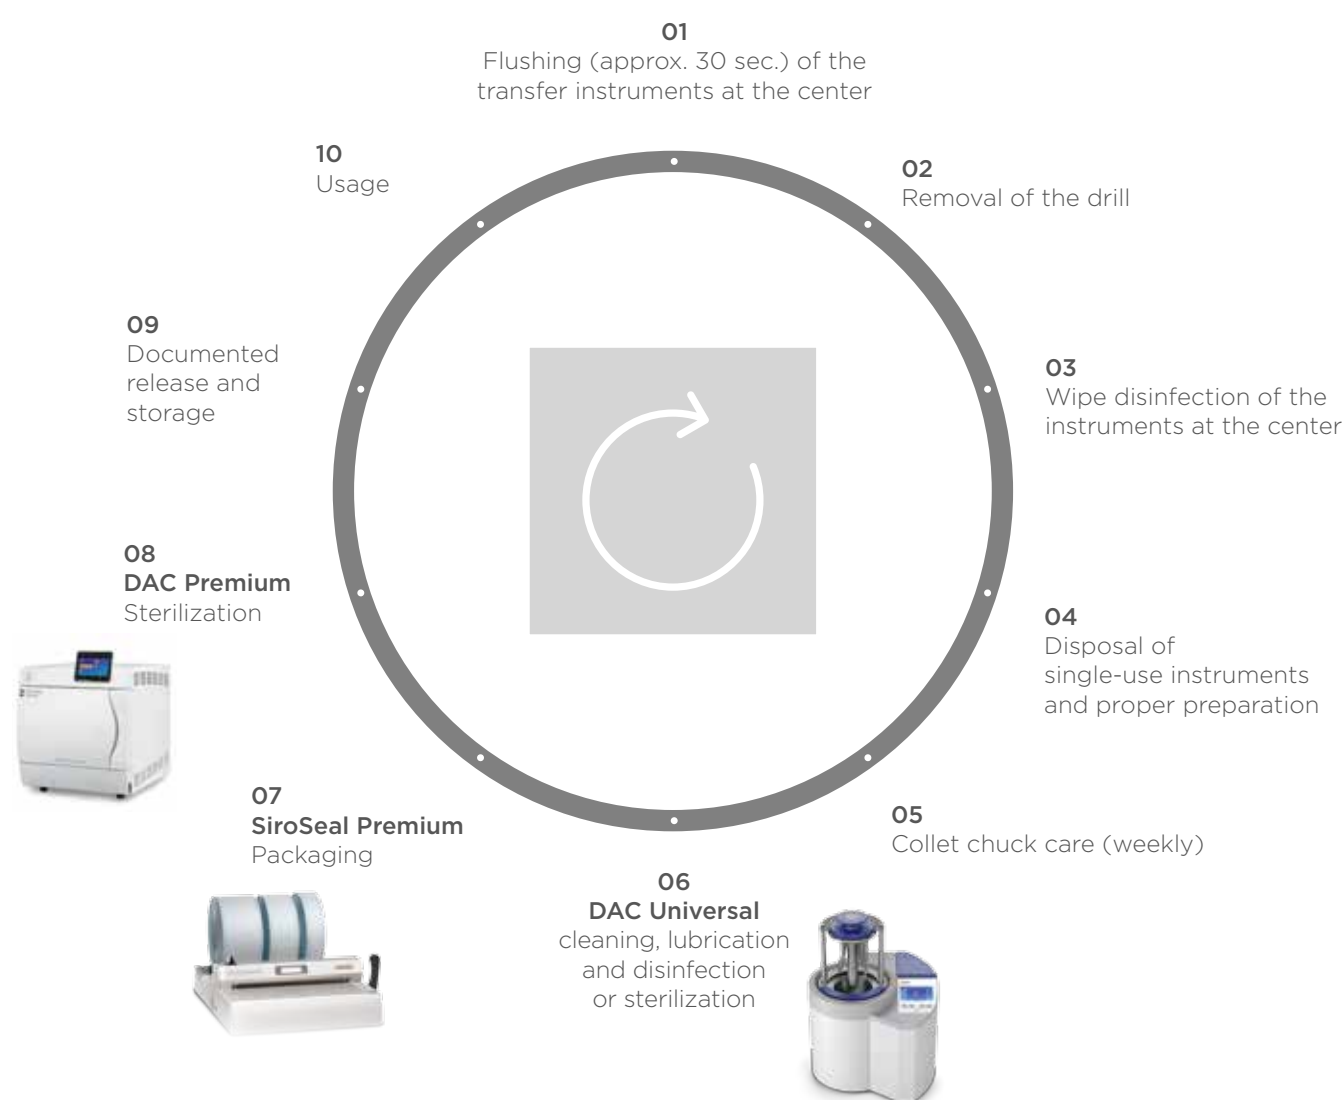 01
Flushing (approx. 30 sec.) of the
transfer instruments at the center
02
Removal of the drill
03
Wipe disinfection of the
instruments at the center
04
Disposal of
single-use instruments
and proper preparation
05
Collet chuck care (weekly)
06
DAC Universal
cleaning, lubrication
and disinfection
or sterilization
07
SiroSeal Premium
Packaging
08
DAC Premium
Sterilization
09
Documented
release and
storage
10
Usage